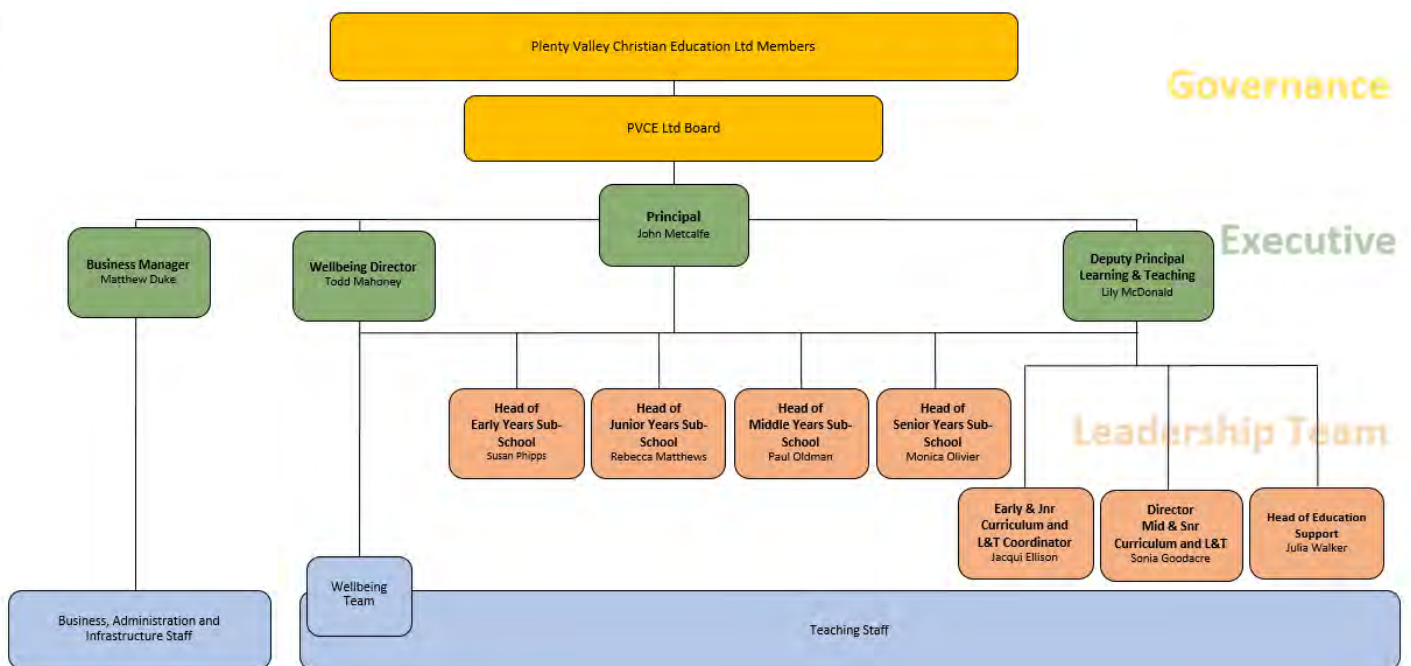 Plenty Valley Christian Education Ltd Members
Governance
PVCE Ltd Board
Principal
John Metcalfe
Executive
Business Manager
Matthew Duke
Wellbeing Director
Todd Mahoney
Deputy Principal
Learning & Teaching
Lily McDonald
Head of
Early Years Sub-
School
Susan Phipps
Head of
Junior Years Sub-
School
Rebecca Matthews
Head of
Middle Years Sub-
School
Paul Oldman
Head of
Senior Years Sub-
School
Monica Olivier
Leadership Team
Early & Jnr
Curriculum and
L&T Coordinator
Jacqui Ellison
Director
Mid & Snr
Curriculum and L&T
Sonia Goodacre
Head of Education
Support
Julia Walker
Wellbeing
Team
Business, Administration and
Infrastructure Staff
Teaching Staff